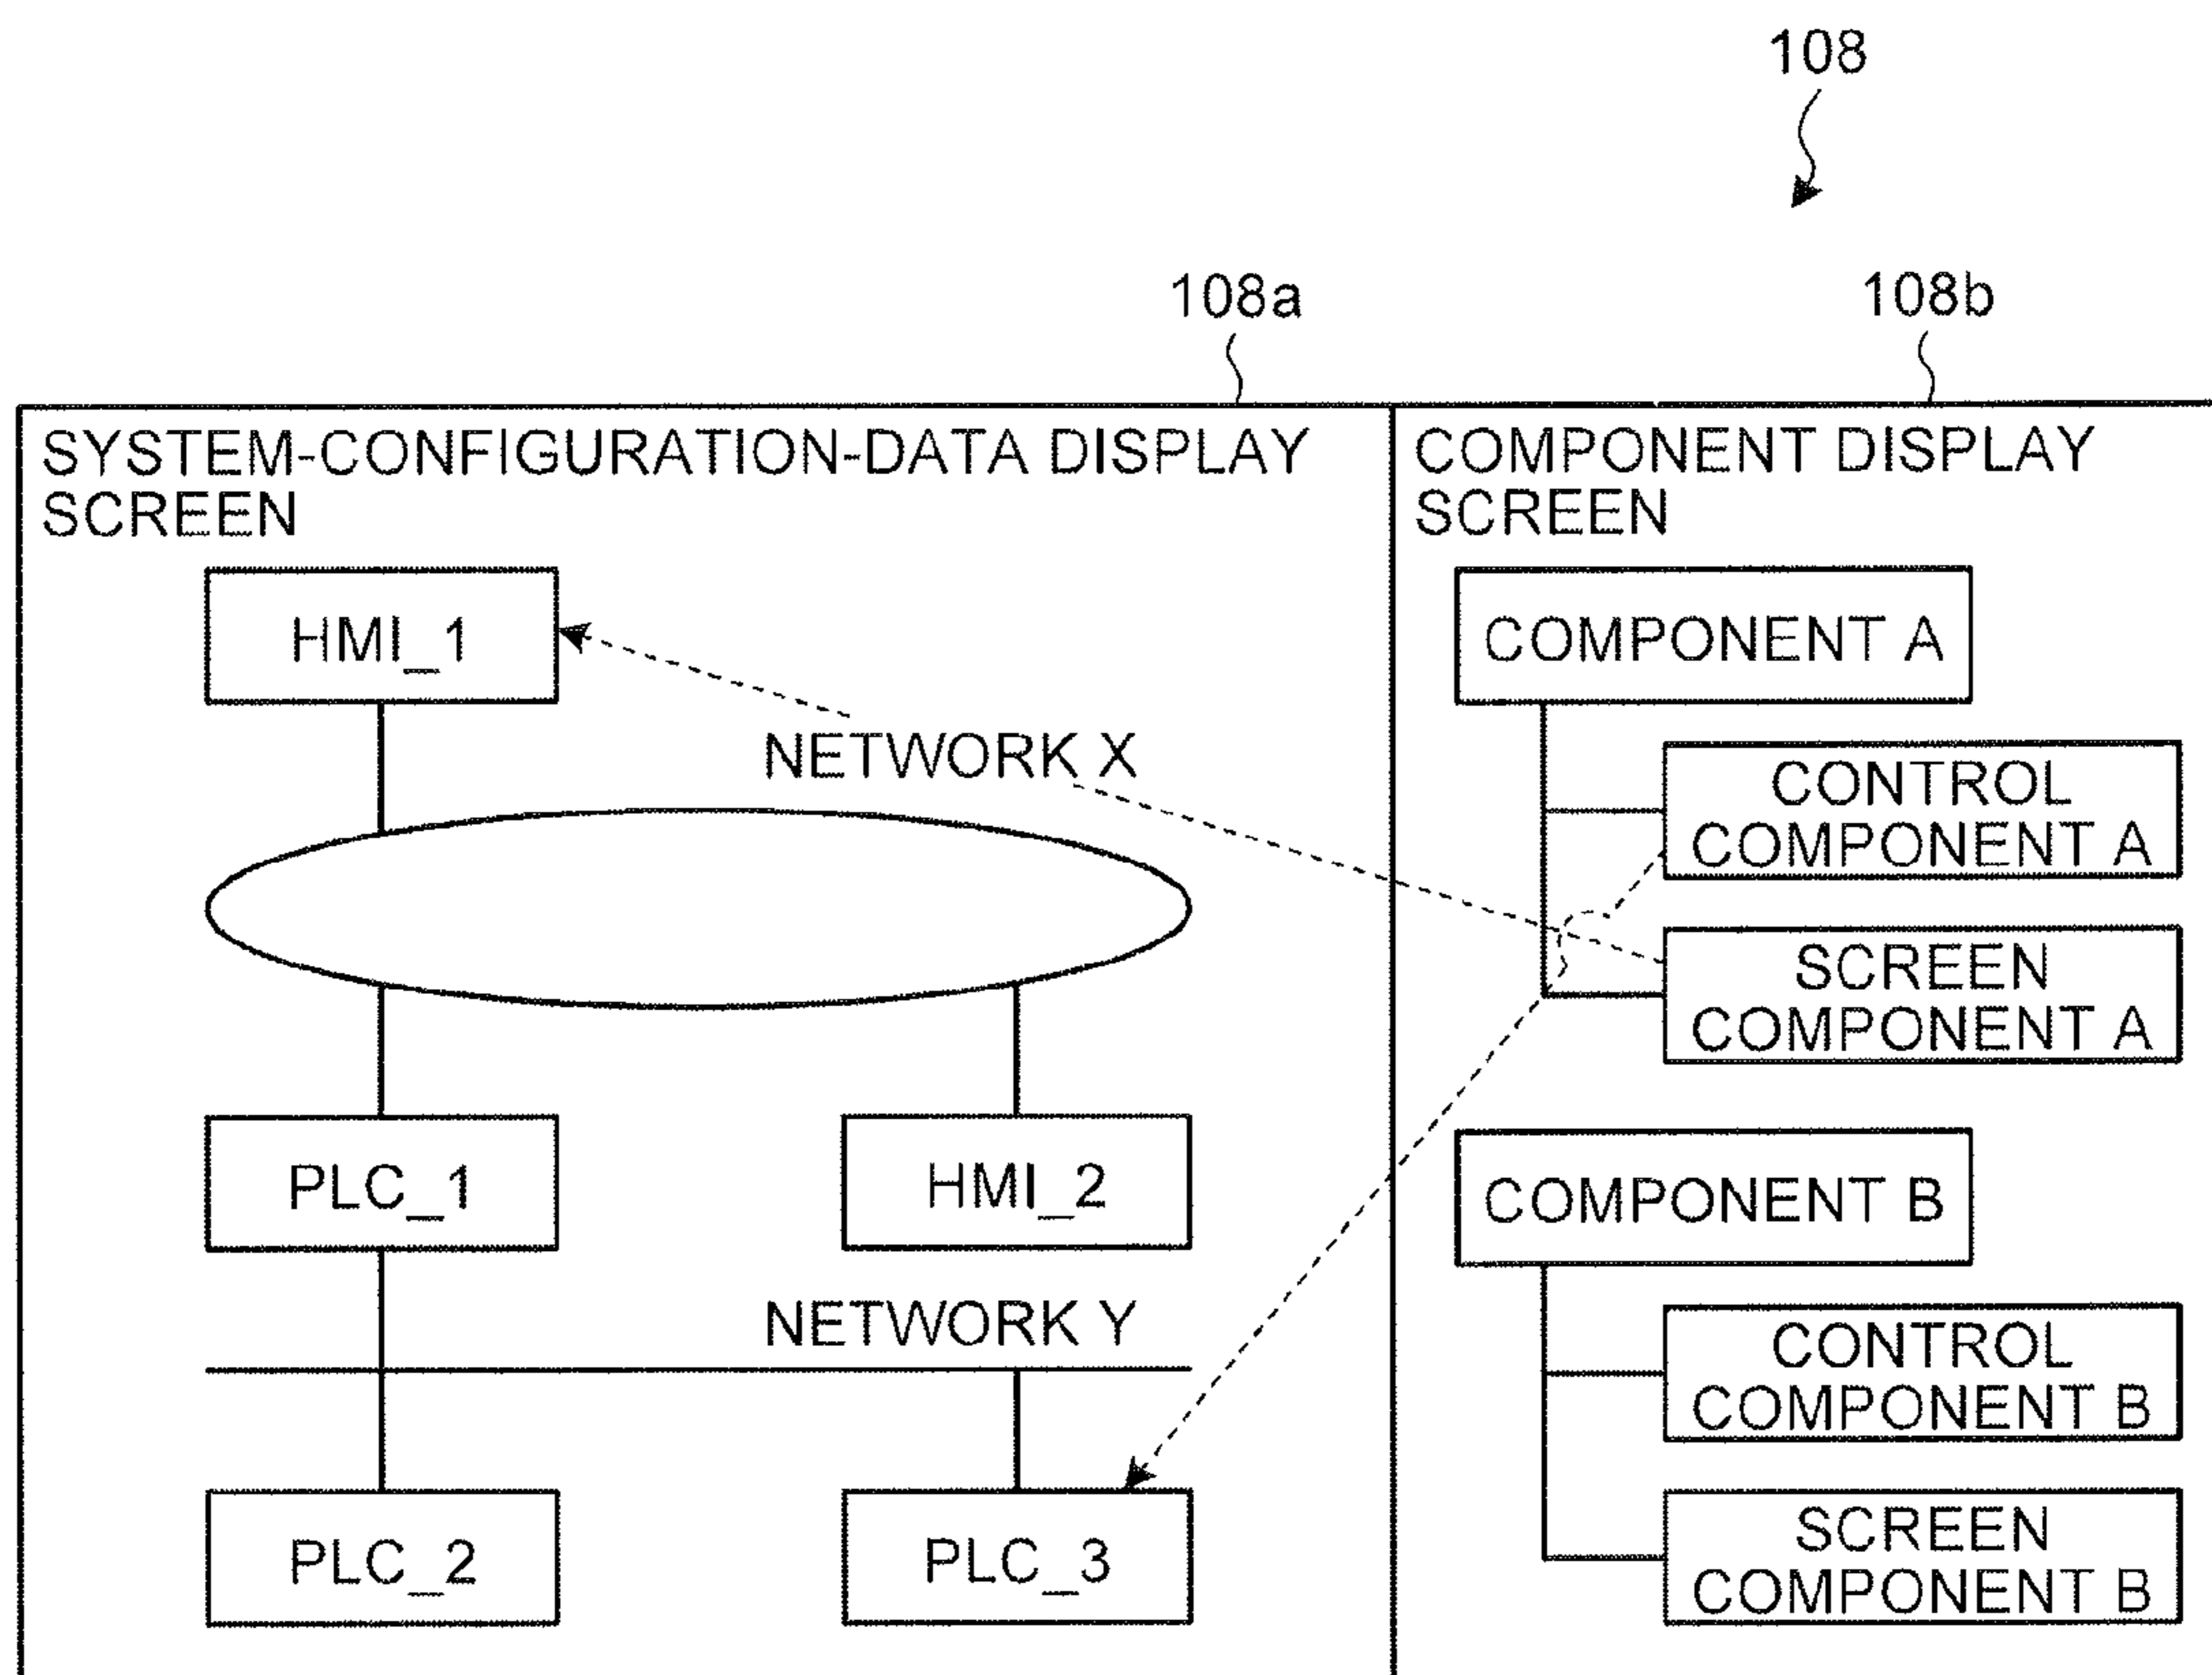 108
108a
108b
SYSTEM-CONFIGURATION-DATA DISPLAY
SCREEN
HMI_1
NETWORK X
PLC_1
HMI_2
NETWORK Y
PLC_2
PLC_3
COMPONENT DISPLAY
SCREEN
COMPONENT A
CONTROL
COMPONENT A
SCREEN
COMPONENT A
COMPONENT B
CONTROL
COMPONENT B
SCREEN
COMPONENT B